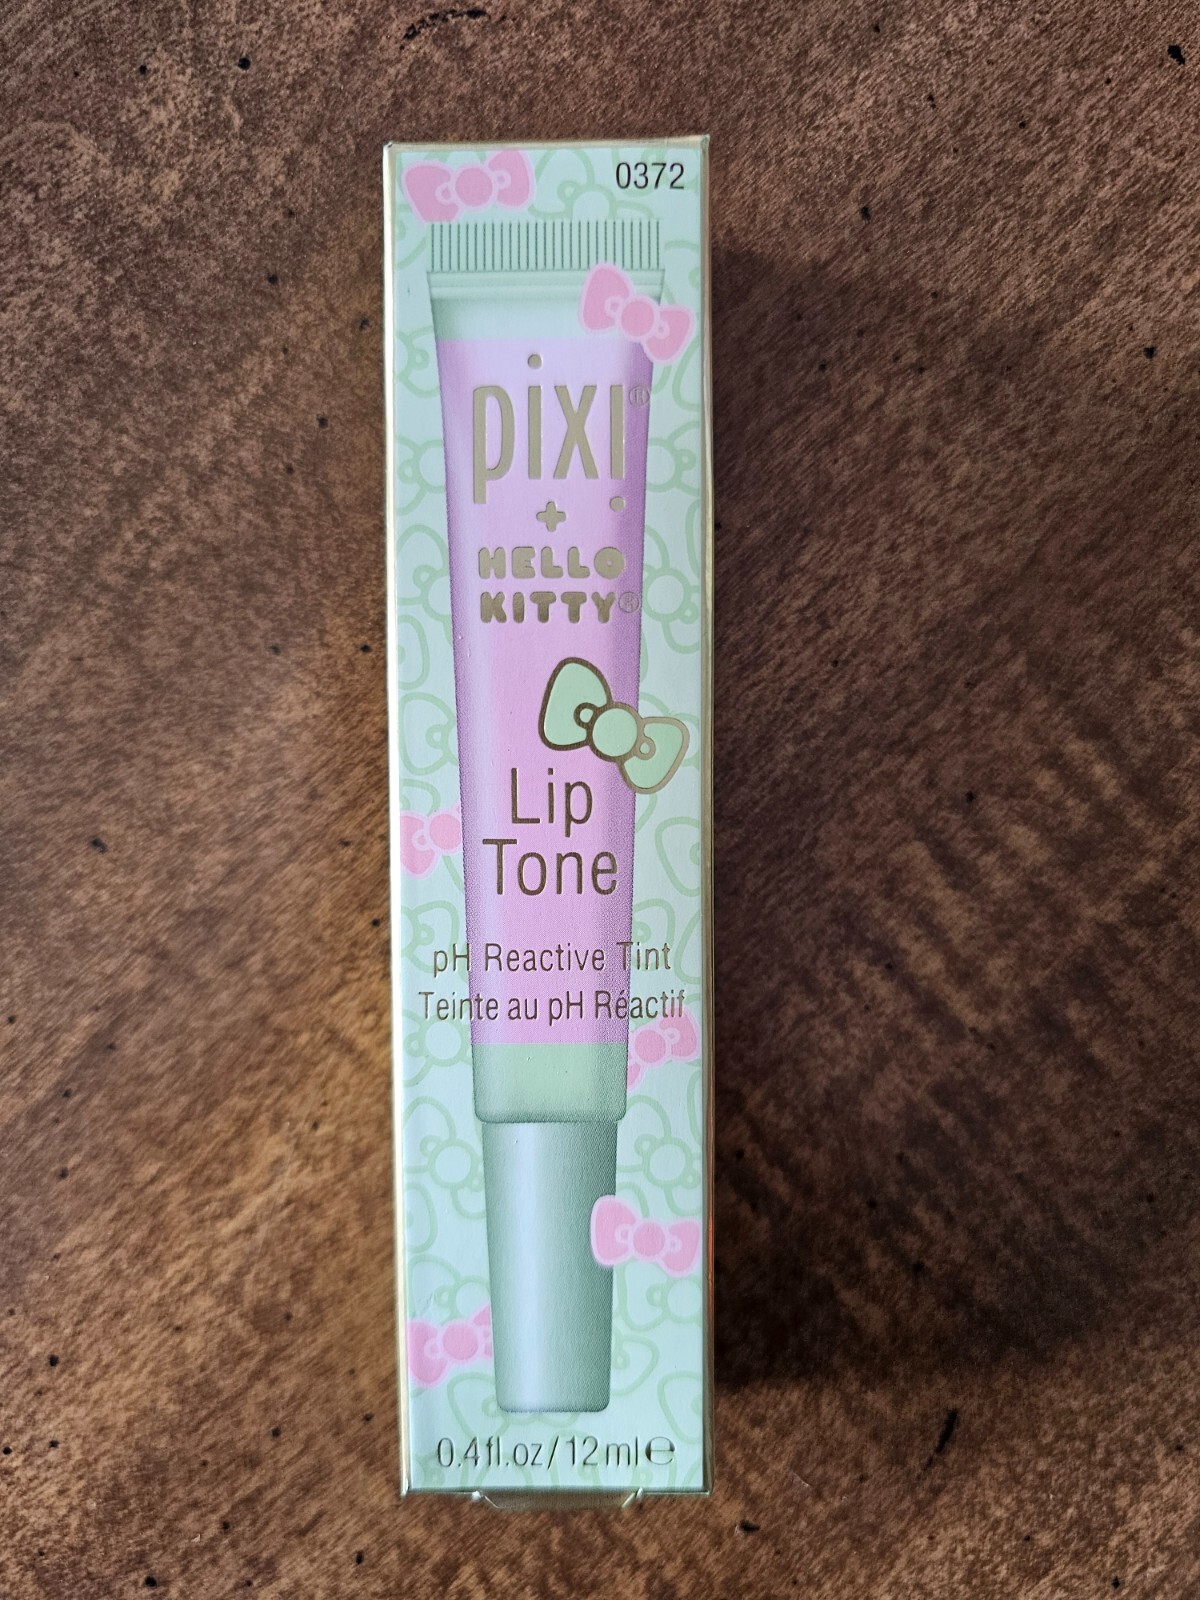 0372
pixi®
+
HELLO
KITTY®
Lip
Tone
pH Reactive Tint
Teinte au pH Réactif
0.4fl.oz/12ml℮